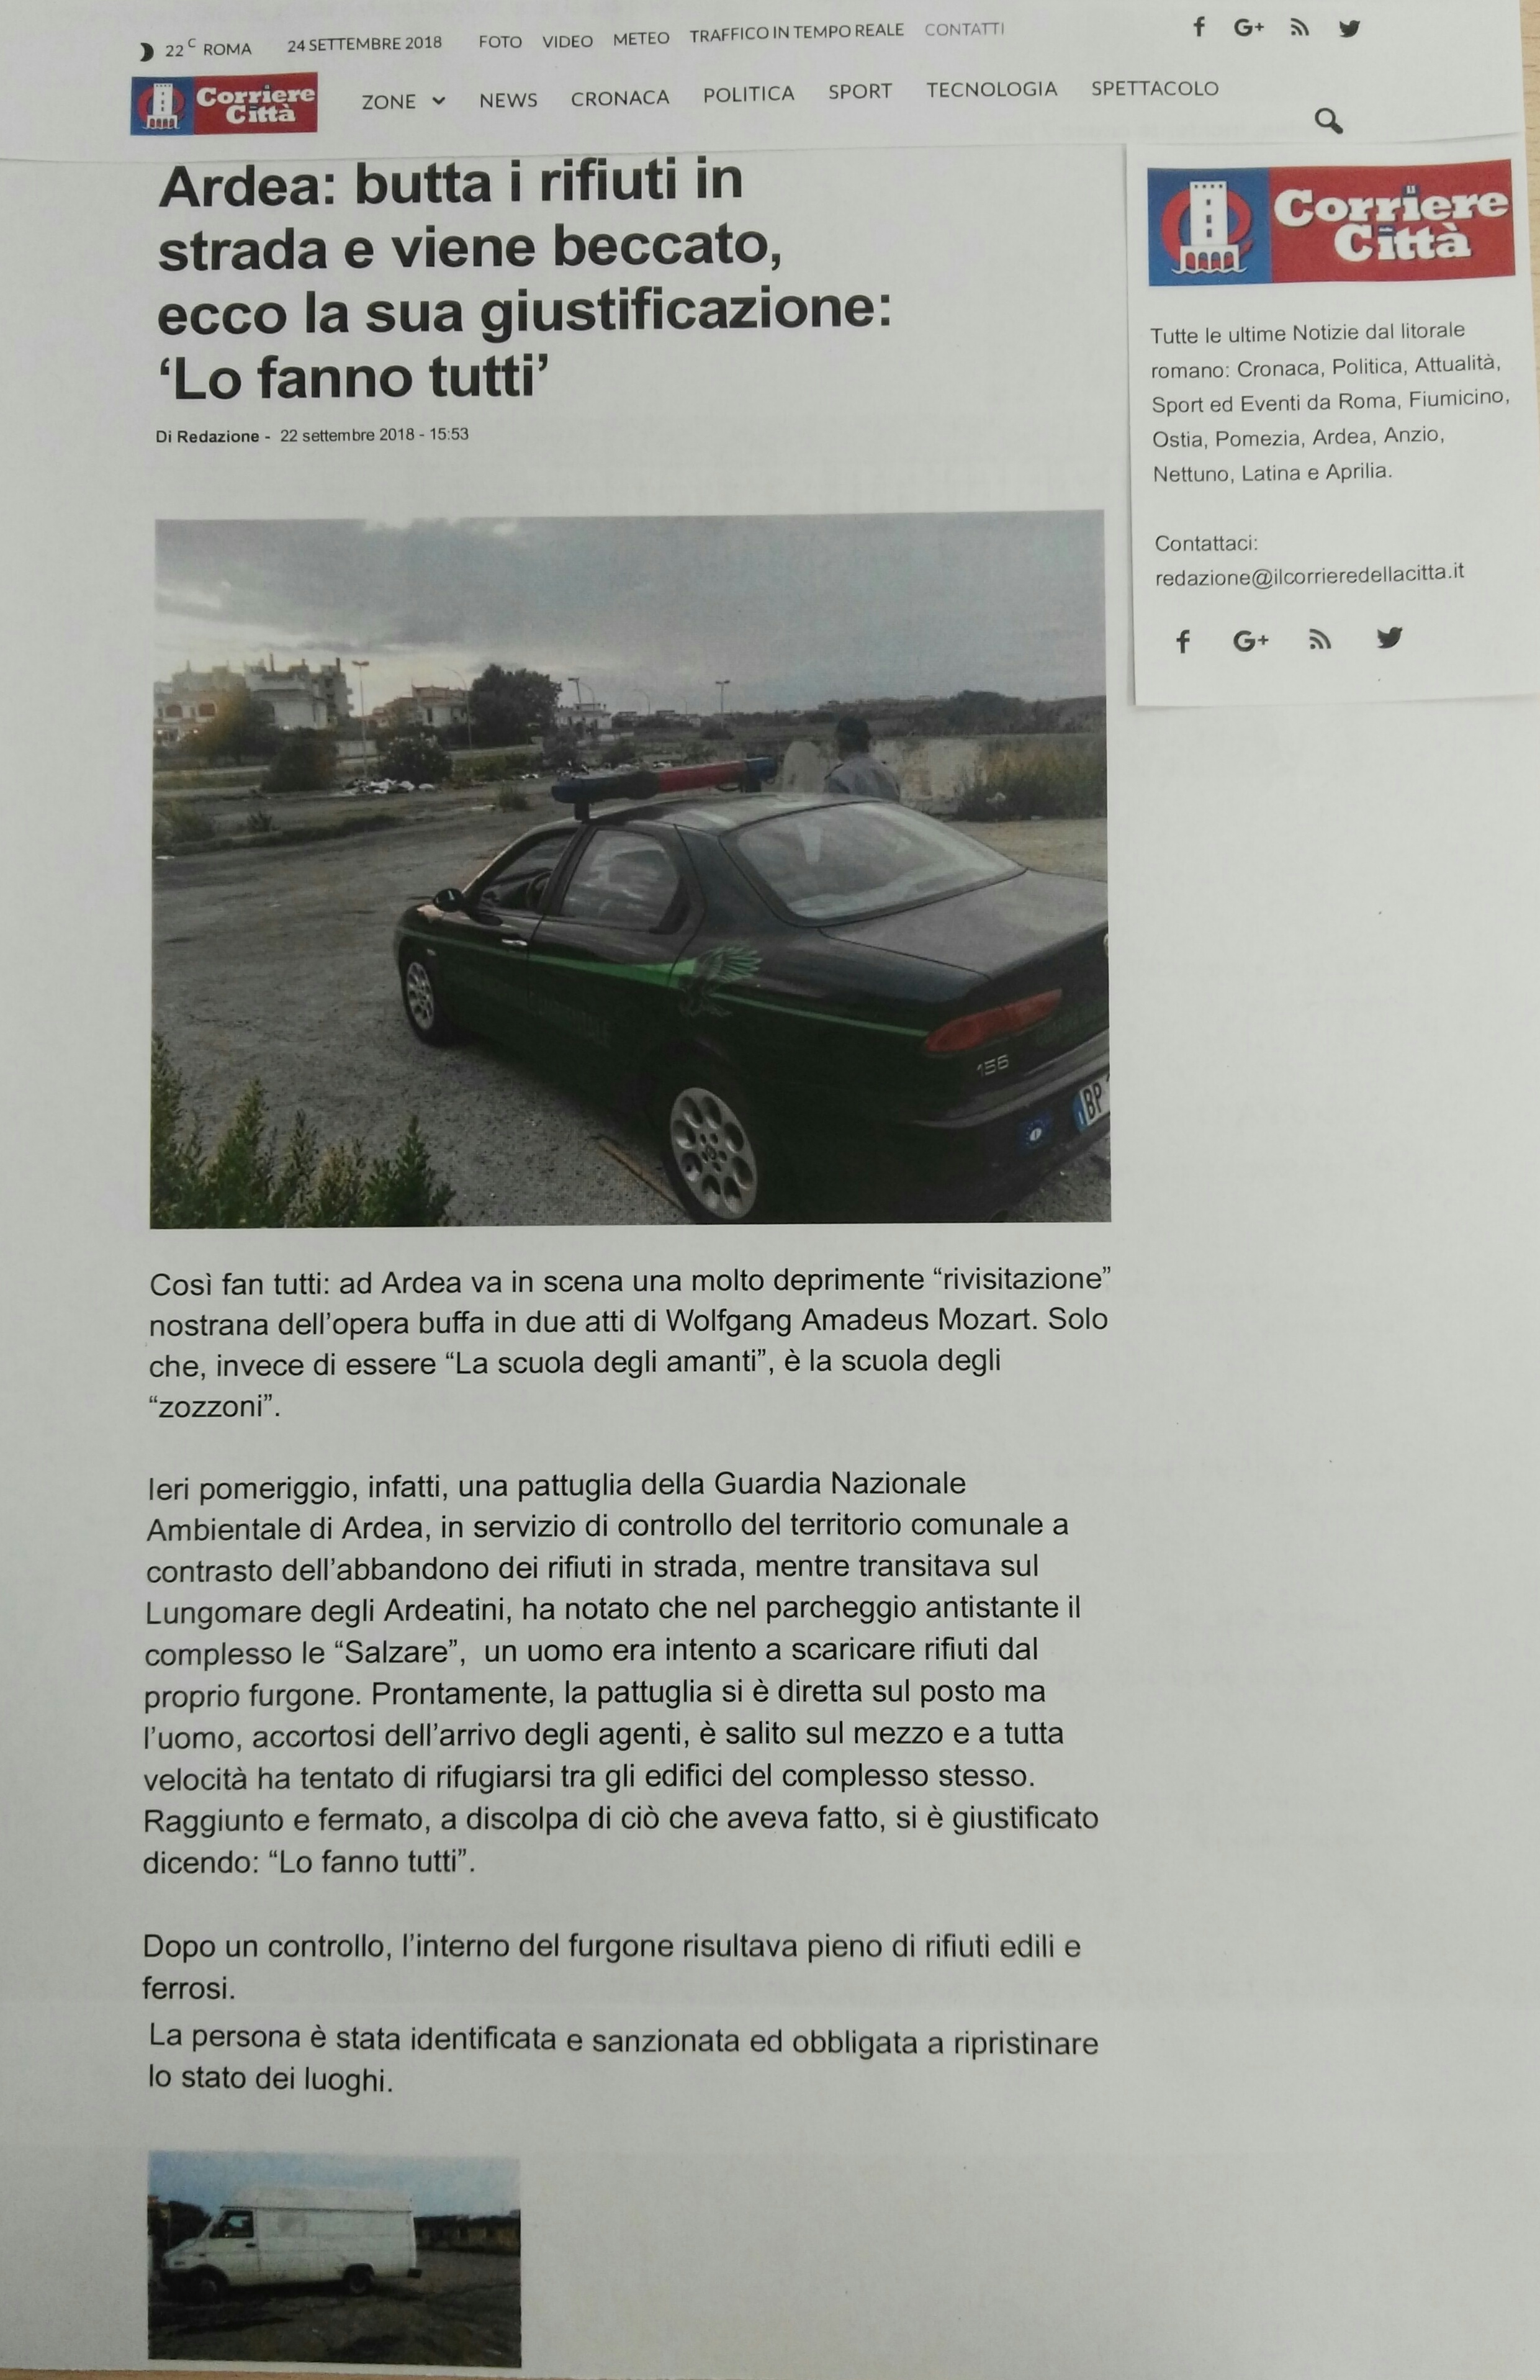 22 C ROMA 24 SETTEMBRE 2018 FOTO VIDEO METEO TRAFFICO IN TEMPO REALE CONTATTI
f G+
Corriere
Città
ZONE NEWS CRONACA POLITICA SPORT TECNOLOGIA SPETTACOLO
Ardea: butta i rifiuti in
strada e viene beccato,
ecco la sua giustificazione:
‘Lo fanno tutti’
Di Redazione - 22 settembre 2018 - 15:53
156
BP
Così fan tutti: ad Ardea va in scena una molto deprimente “rivisitazione”
nostrana dell’opera buffa in due atti di Wolfgang Amadeus Mozart. Solo
che, invece di essere “La scuola degli amanti”, è la scuola degli
“zozzoni”.
Ieri pomeriggio, infatti, una pattuglia della Guardia Nazionale
Ambientale di Ardea, in servizio di controllo del territorio comunale a
contrasto dell’abbandono dei rifiuti in strada, mentre transitava sul
Lungomare degli Ardeatini, ha notato che nel parcheggio antistante il
complesso le “Salzare”, un uomo era intento a scaricare rifiuti dal
proprio furgone. Prontamente, la pattuglia si è diretta sul posto ma
l’uomo, accortosi dell’arrivo degli agenti, è salito sul mezzo e a tutta
velocità ha tentato di rifugiarsi tra gli edifici del complesso stesso.
Raggiunto e fermato, a discolpa di ciò che aveva fatto, si è giustificato
dicendo: “Lo fanno tutti”.
Dopo un controllo, l’interno del furgone risultava pieno di rifiuti edili e
ferrosi.
La persona è stata identificata e sanzionata ed obbligata a ripristinare
lo stato dei luoghi.
il
Corriere
della
Città
Tutte le ultime Notizie dal litorale
romano: Cronaca, Politica, Attualità,
Sport ed Eventi da Roma, Fiumicino,
Ostia, Pomezia, Ardea, Anzio,
Nettuno, Latina e Aprilia.
Contattaci:
redazione@ilcorrieredellacitta.it
f G+